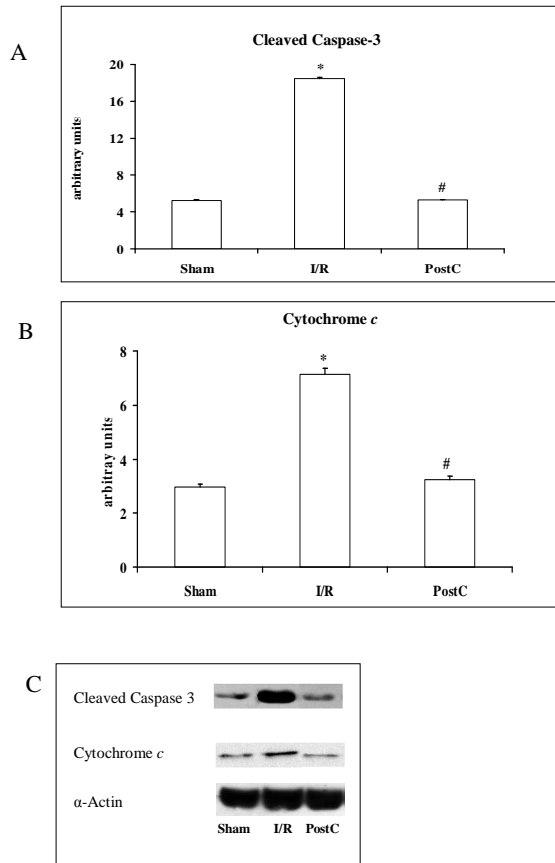 A
Cleaved Caspase-3
arbitrary units
20
16
12
8
4
0
*
#
Sham I/R PostC
B
Cytochrome c
arbitray units
8
6
4
2
0
*
#
Sham I/R PostC
C
Cleaved Caspase 3
Cytochrome c
α-Actin
Sham I/R PostC